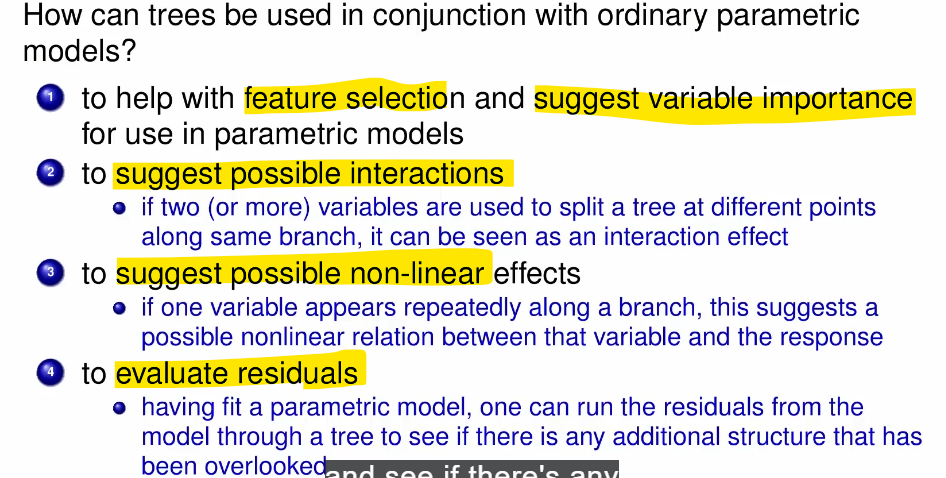 How can trees be used in conjunction with ordinary parametric
models?
1 to help with feature selection and suggest variable importance
for use in parametric models
2 to suggest possible interactions
if two (or more) variables are used to split a tree at different points
along same branch, it can be seen as an interaction effect
3 to suggest possible non-linear effects
if one variable appears repeatedly along a branch, this suggests a
possible nonlinear relation between that variable and the response
4 to evaluate residuals
having fit a parametric model, one can run the residuals from the
model through a tree to see if there is any additional structure that has
been overlooked
and see if there's any